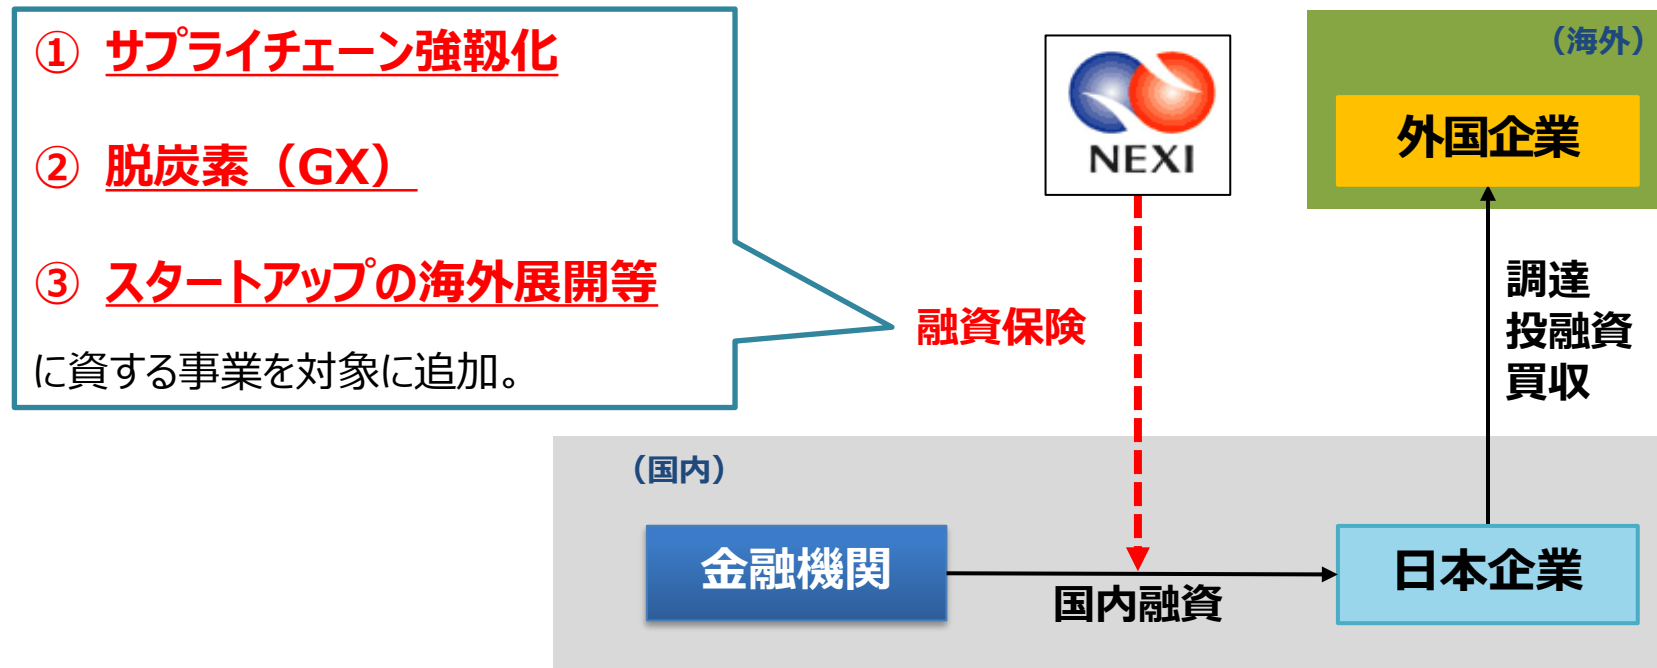 ① サプライチェーン強靱化
② 脱炭素（GX）
③ スタートアップの海外展開等
に資する事業を対象に追加。
NEXI
（海外）
外国企業
融資保険
調達
投融資
買収
（国内）
金融機関
国内融資
日本企業